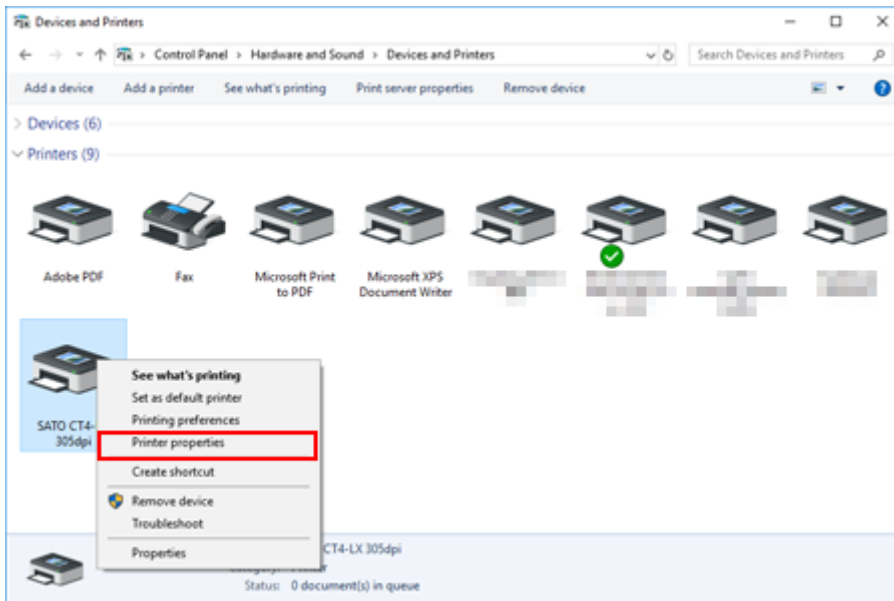 Devices and Printers
Control Panel > Hardware and Sound > Devices and Printers
Search Devices and Printers
Add a device Add a printer See what's printing Print server properties Remove device
Devices (6)
Printers (9)
Adobe PDF
Fax
Microsoft Print
to PDF
Microsoft XPS
Document Writer
SATO CT4-
305dpi
See what's printing
Set as default printer
Printing preferences
Printer properties
Create shortcut
Remove device
Troubleshoot
Properties
CT4-LX 305dpi
Status: 0 document(s) in queue